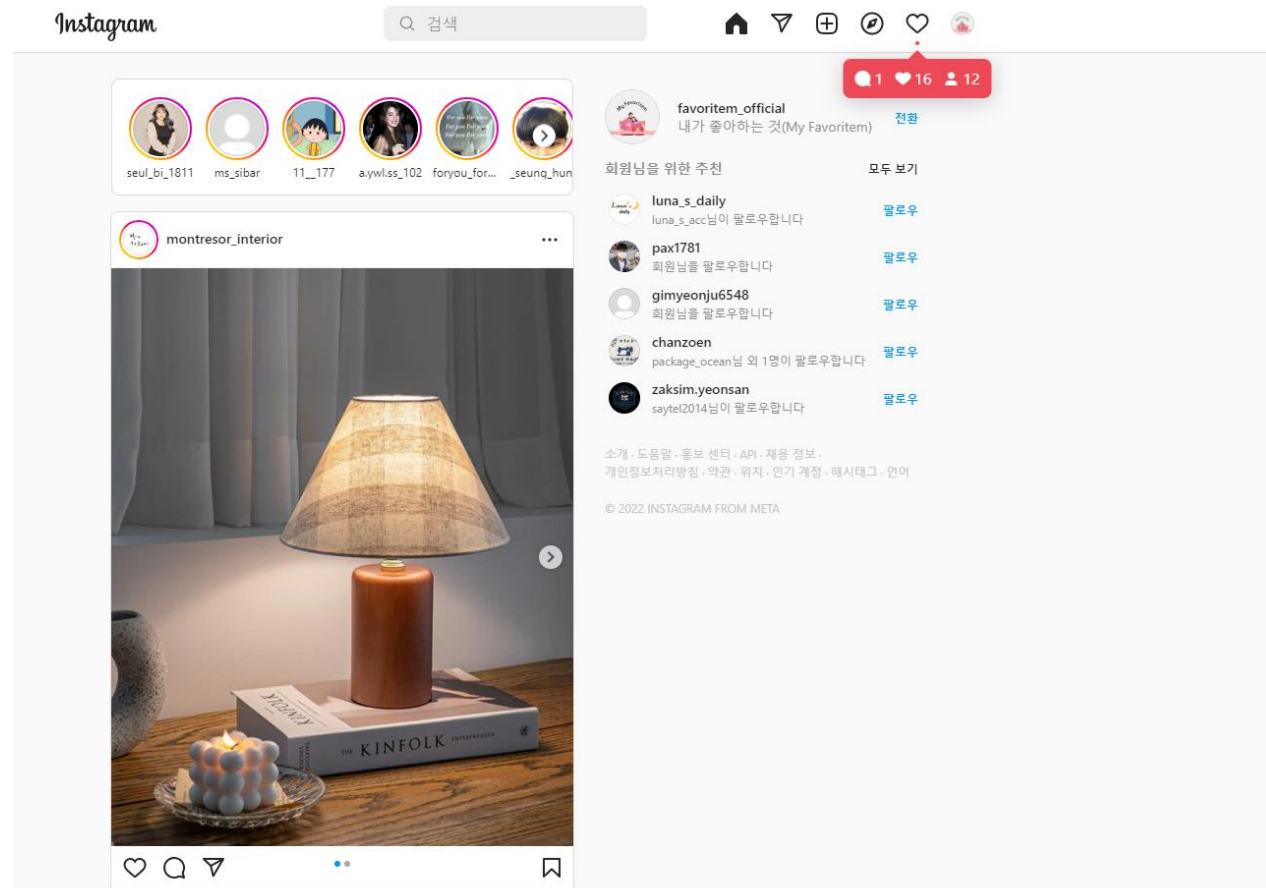 Instagram
검색
1 16 12
seul_bi_1811
ms_sibar
11__177
a.ywl.ss_102
foryou_for...
_seung_hun
favoritem_official
내가 좋아하는 것(My Favoritem)
전환
회원님을 위한 추천
모두 보기
luna_s_daily
luna_s_acc님이 팔로우합니다
팔로우
pax1781
회원님을 팔로우합니다
팔로우
gimyeonju6548
회원님을 팔로우합니다
팔로우
chanzoen
package_ocean님 외 1명이 팔로우합니다
팔로우
zaksim.yeonsan
saytel2014님이 팔로우합니다
팔로우
소개 · 도움말 · 홍보 센터 · API · 채용 정보 ·
개인정보처리방침 · 약관 · 위치 · 인기 계정 · 해시태그 · 언어
© 2022 INSTAGRAM FROM META
montresor_interior
KINFOLK
THE KINFOLK ENTREPRENEUR